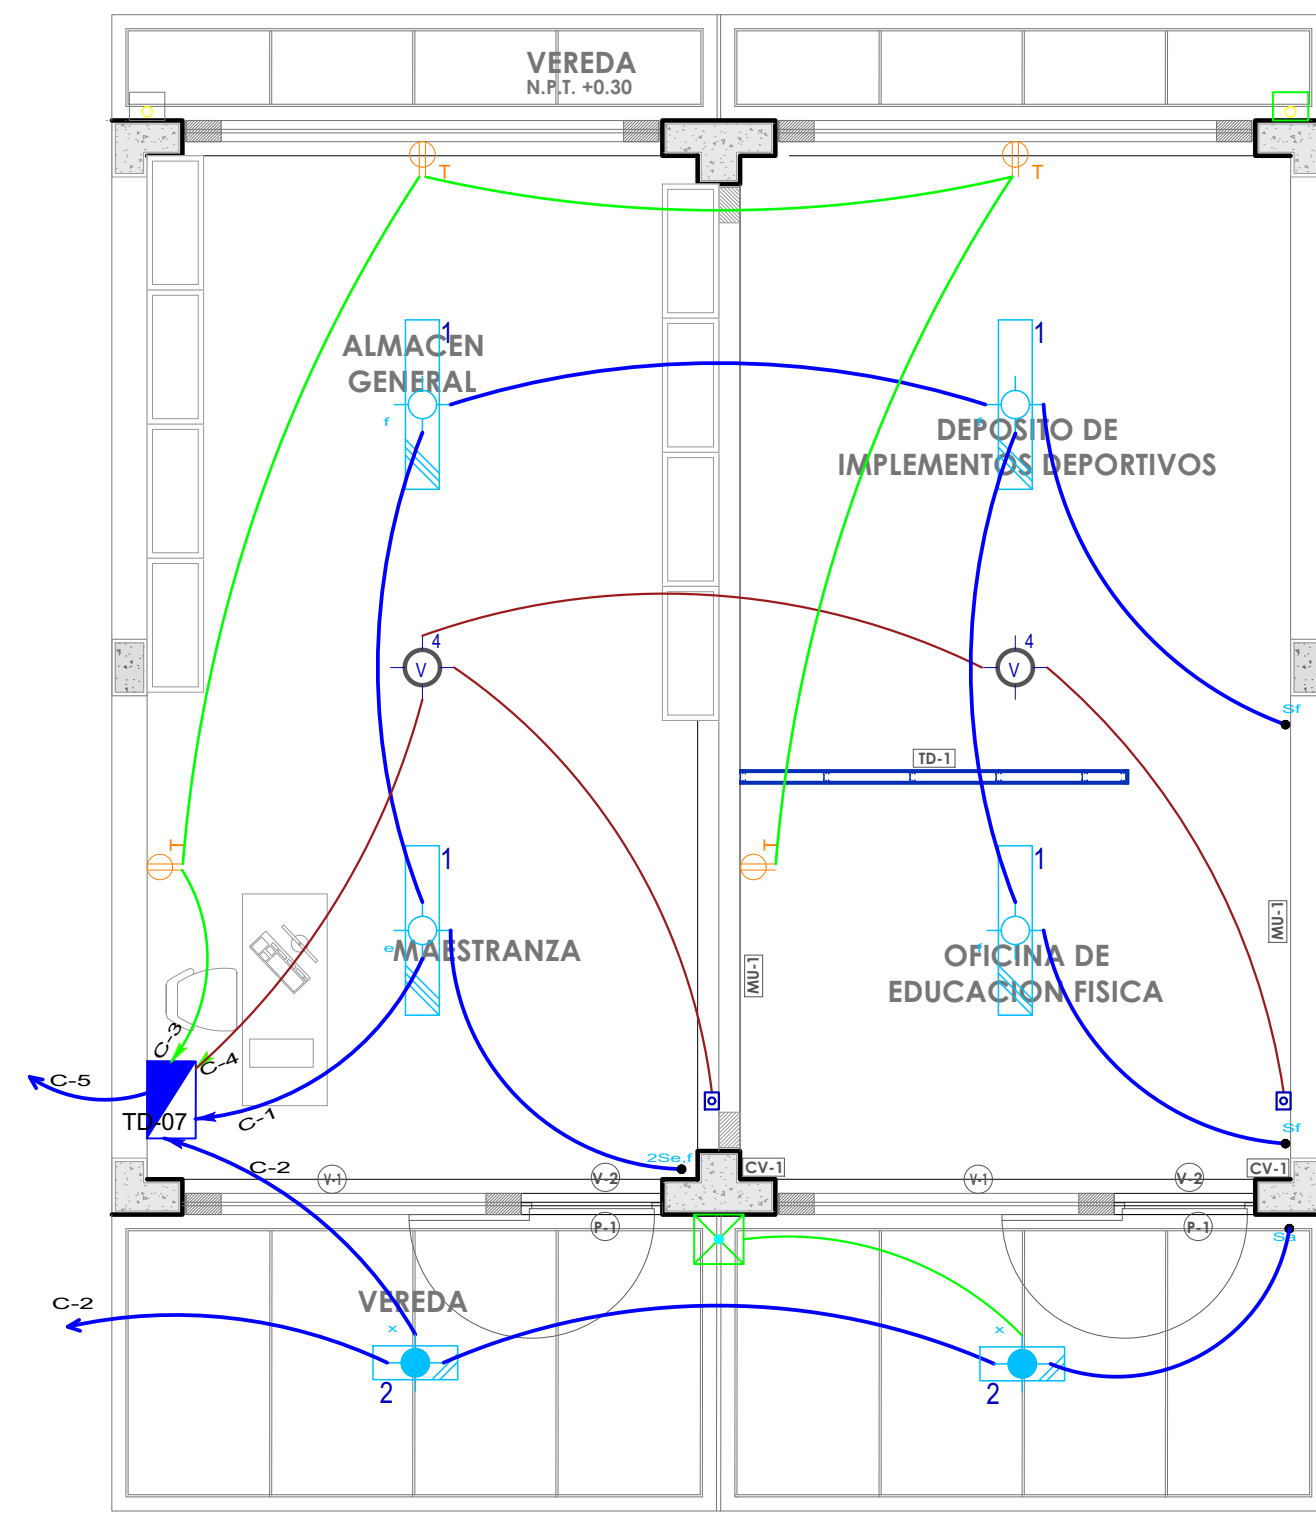 VEREDA
N.P.T. +0.30
T
T
1
1
ALMACEN
GENERAL
f
DEPOSITO DE
IMPLEMENTOS DEPORTIVOS
4
V
4
V
Sf
TD-1
T
T
1
1
MAESTRANZA
e
OFICINA DE
EDUCACION FISICA
MU-1
MU-1
C-3
C-4
C-5
TD-07
C-1
C-2
2Se,f
Sf
V-1
V-2
CV-1
V-1
V-2
CV-1
P-1
P-1
Sa
VEREDA
C-2
x
x
2
2